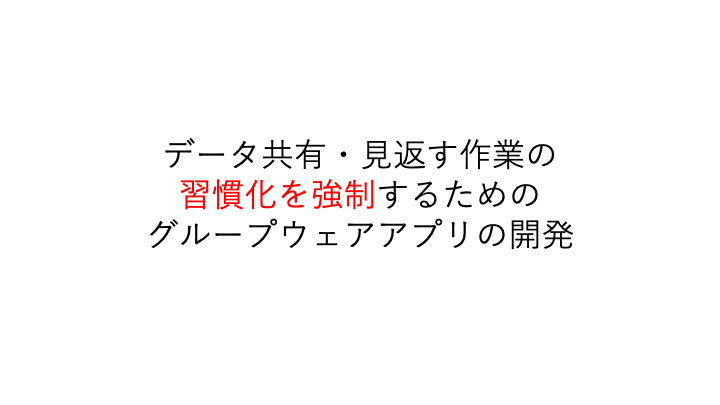 データ共有・見返す作業の
習慣化を強制するための
グループウェアアプリの開発